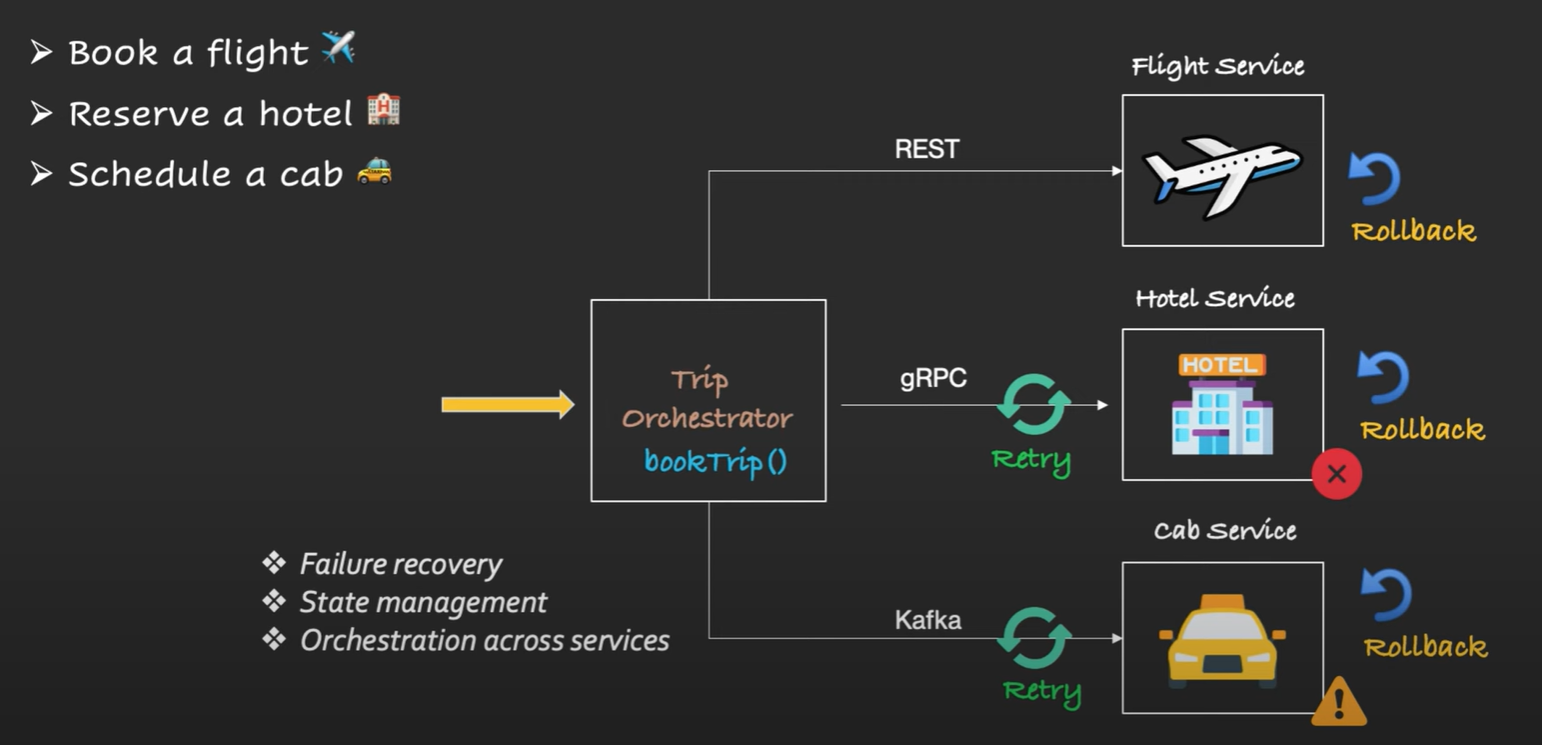 Book a flight
Reserve a hotel
Schedule a cab
Flight Service
REST
Rollback
Hotel Service
HOTEL
gRPC
Retry
Rollback
Trip
Orchestrator
bookTrip()
Cab Service
Kafka
Retry
Rollback
Failure recovery
State management
Orchestration across services